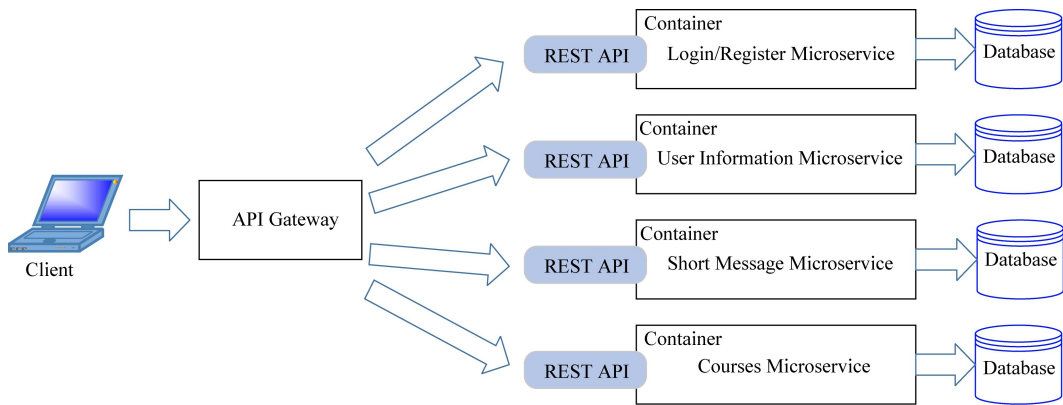 Client
API Gateway
REST API
Container
Login/Register Microservice
Database
REST API
Container
User Information Microservice
Database
REST API
Container
Short Message Microservice
Database
REST API
Container
Courses Microservice
Database